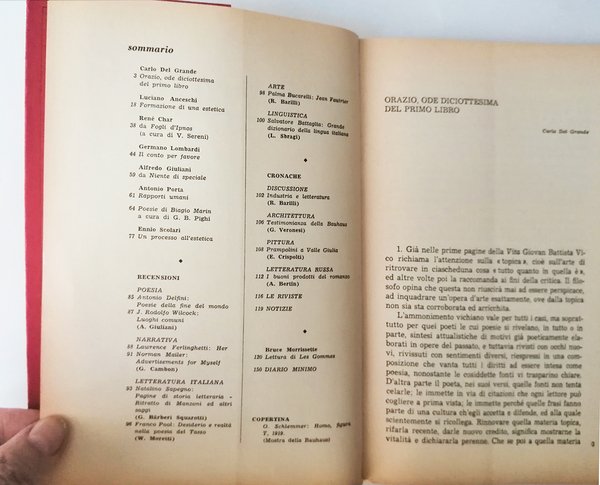 sommario
Carlo Del Grande
3 Orazio, ode diciottesima
del primo libro
Luciano Anceschi
18 Formazione di una estetica
René Char
38 da Fogli d'Ipnos
(a cura di V. Sereni)
Germano Lombardi
44 Il conto per favore
Alfredo Giuliani
59 da Niente di speciale
Antonio Porta
61 Rapporti umani
64 Poesie di Biagio Marin
a cura di G. B. Pighi
Ennio Scolari
77 Un processo all'estetica
RECENSIONI
POESIA
85 Antonio Delfini:
Poesie della fine del mondo
87 J. Rodolfo Wilcock:
Luoghi comuni
(A. Giuliani)
NARRATIVA
88 Laurence Ferlinghetti: Her
91 Norman Mailer:
Advertisements for Myself
(G. Cambon)
LETTERATURA ITALIANA
93 Natalino Sapegno:
Pagine di storia letteraria -
Ritratto di Manzoni ed altri
saggi
(G. Bàrberi Squarotti)
96 Franco Pool: Desiderio e realtà
nella poesia del Tasso
(W. Moretti)
ARTE
98 Palma Bucarelli: Jean Fautrier
(R. Barilli)
LINGUISTICA
100 Salvatore Battaglia: Grande
dizionario della lingua italiana
(L. Sbragi)
CRONACHE
DISCUSSIONE
102 Industria e letteratura
(R. Barilli)
ARCHITETTURA
106 Testimonianza della Bauhaus
(G. Veronesi)
PITTURA
108 Prampolini a Valle Giulia
(E. Crispolti)
LETTERATURA RUSSA
112 I buoni prodotti del romanzo
(A. Bertin)
116 LE RIVISTE
119 NOTIZIE
Bruce Morrissette
120 Lettura di Les Gommes
150 DIARIO MINIMO
COPERTINA
O. Schlemmer: Homo, figura
T, 1919.
(Mostra della Bauhaus)
ORAZIO, ODE DICIOTTESIMA
DEL PRIMO LIBRO
Carlo Del Grande
1. Già nelle prime pagine della Vita Giovan Battista Vi-
co richiama l'attenzione sulla « topica », cioè sull'arte di
ritrovare in ciascheduna cosa « tutto quanto in quella è »,
ed altre volte poi la raccomanda ai fini della critica. Il filo-
sofo opina che questa non riuscirà mai ad essere perspicace,
ad inquadrare un'opera d'arte esattamente, ove dalla topica
non sia stata corroborata ed arricchita.
L'ammonimento vichiano vale per tutti i casi, ma soprat-
tutto per quei poeti le cui poesie si rivelano, in tutto o in
parte, sintesi attualistiche di motivi già poeticamente elab-
borati in opere del passato, e tuttavia rivisti con occhi nuo-
vi, rivissuti con sentimenti diversi, riespressi in una com-
posizione che vanta tutti i diritti ad essere intesa come
poesia, nonostante le cosiddette fonti vi trasparino chiare.
D'altra parte il poeta, nei suoi versi, quelle fonti non tenta
celarle; le immette in via di citazioni che ogni lettore può
cogliere a prima vista; le immette perché quelle frasi fanno
parte di una cultura ch'egli accetta e difende, ed alla quale
scientemente si ricollega. Rinnovare quella materia topica,
rifarla recente, darle nuovo credito, significa mostrarne la
vitalità e dichiararla perenne. Che se poi a quella materia